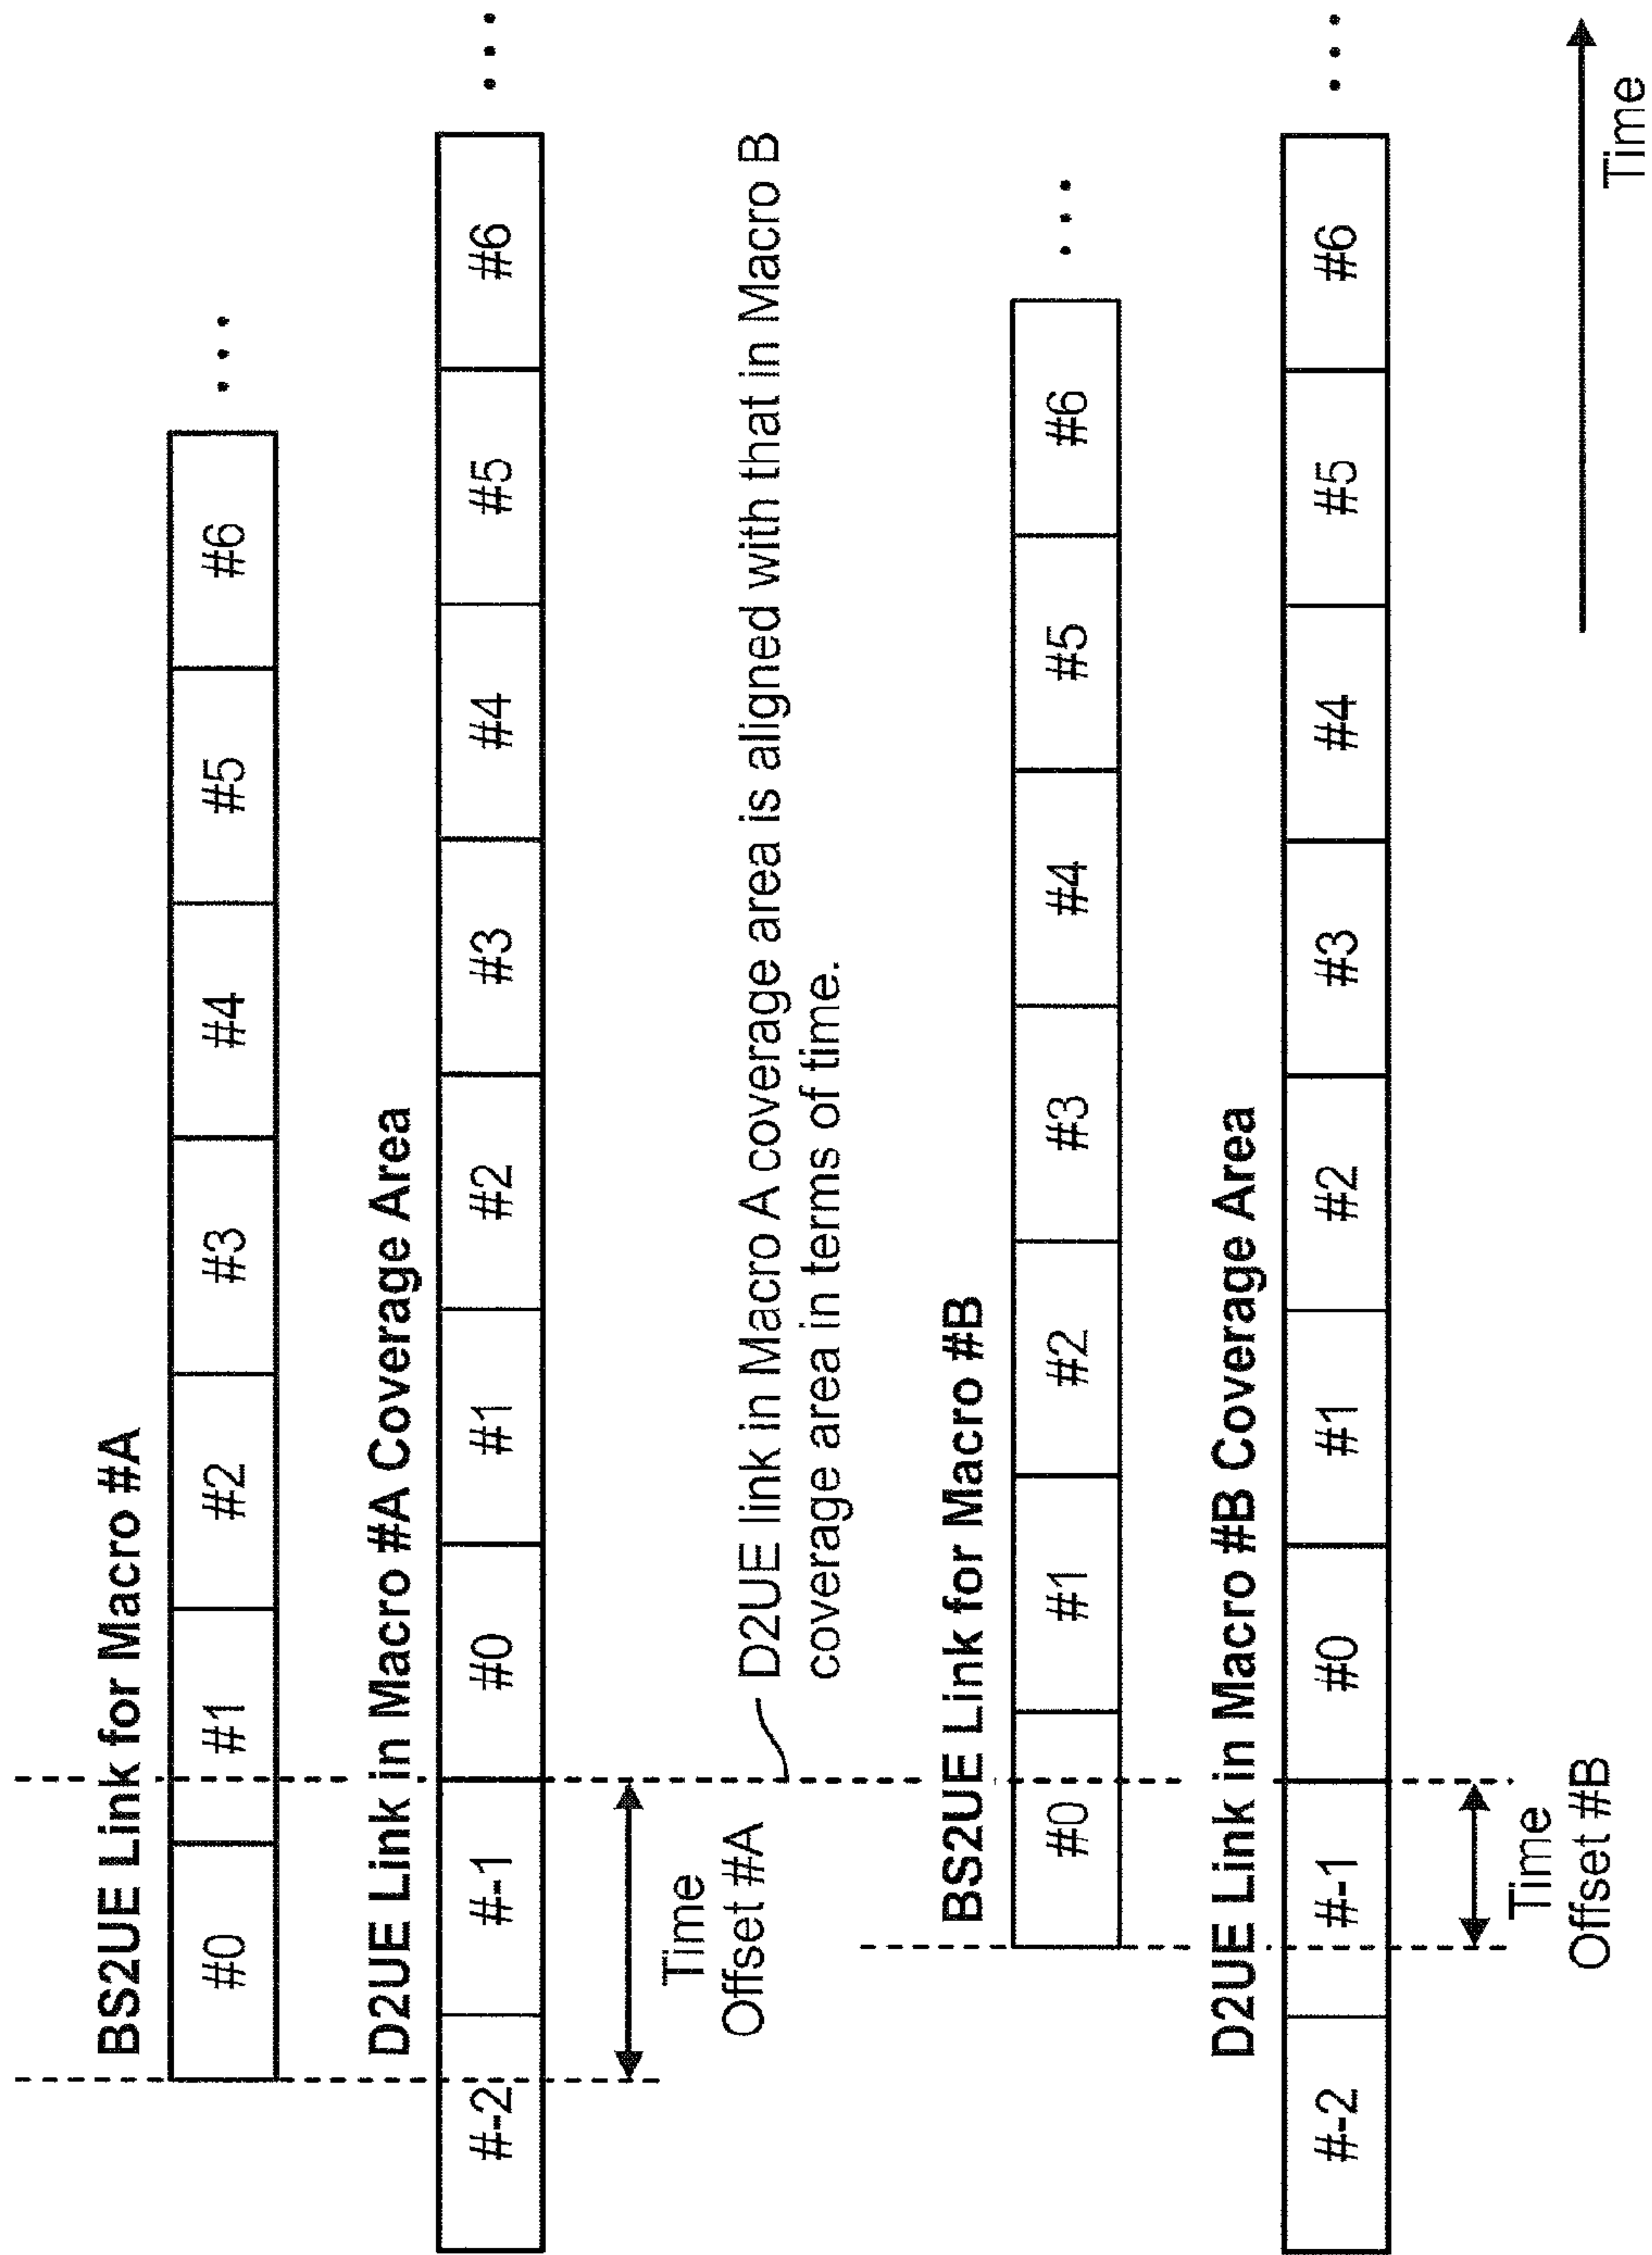 BS2UE Link for Macro #A
#0 #1 #2 #3 #4 #5 #6 ...
D2UE Link in Macro #A Coverage Area
#-2 #-1 #0 #1 #2 #3 #4 #5 #6 ...
Time
Offset #A
D2UE link in Macro A coverage area is aligned with that in Macro B
coverage area in terms of time.
BS2UE Link for Macro #B
#0 #1 #2 #3 #4 #5 #6 ...
D2UE Link in Macro #B Coverage Area
#-2 #-1 #0 #1 #2 #3 #4 #5 #6 ...
Time
Offset #B
Time